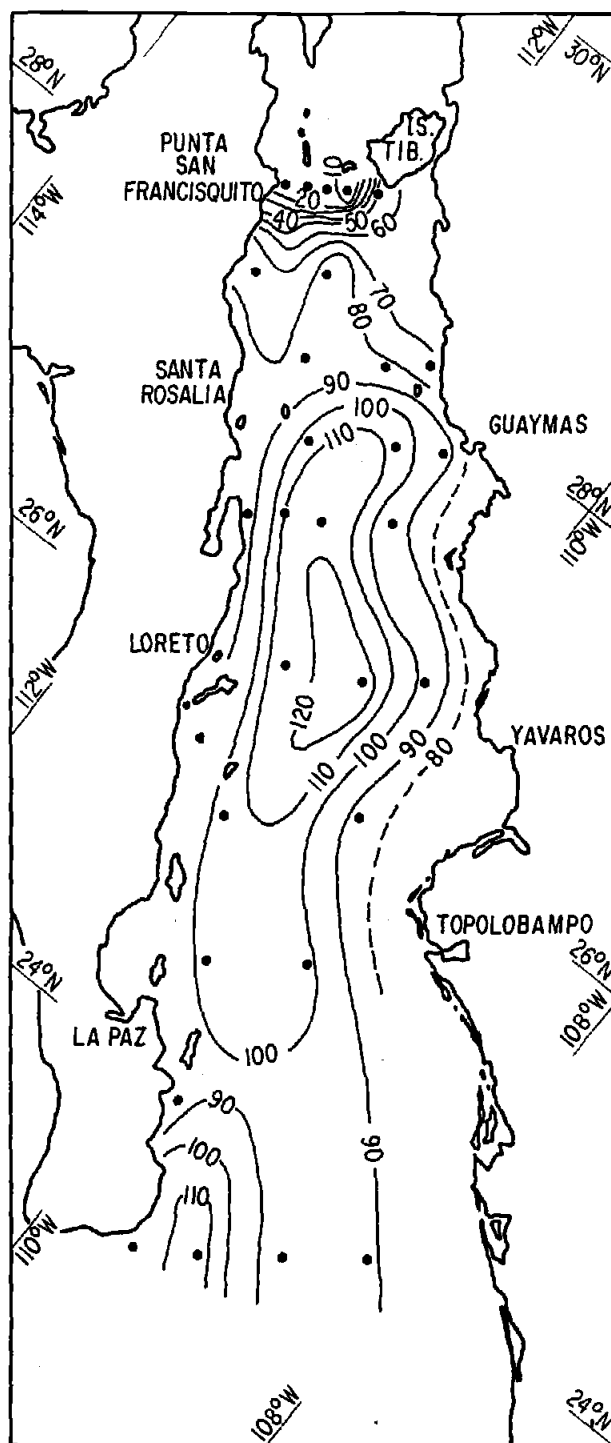 28°N
112°W
30°N
IS.
TIB.
PUNTA
SAN
FRANCISQUITO
10
20
40
50
60
114°W
70
80
SANTA
ROSALIA
90
100
110
GUAYMAS
26°N
28°N
110°W
LORETO
112°W
120
110
100
90
80
YAVAROS
TOPOLOBAMPO
24°N
26°N
108°W
LA PAZ
100
90
90
100
110
110°W
108°W
24°N